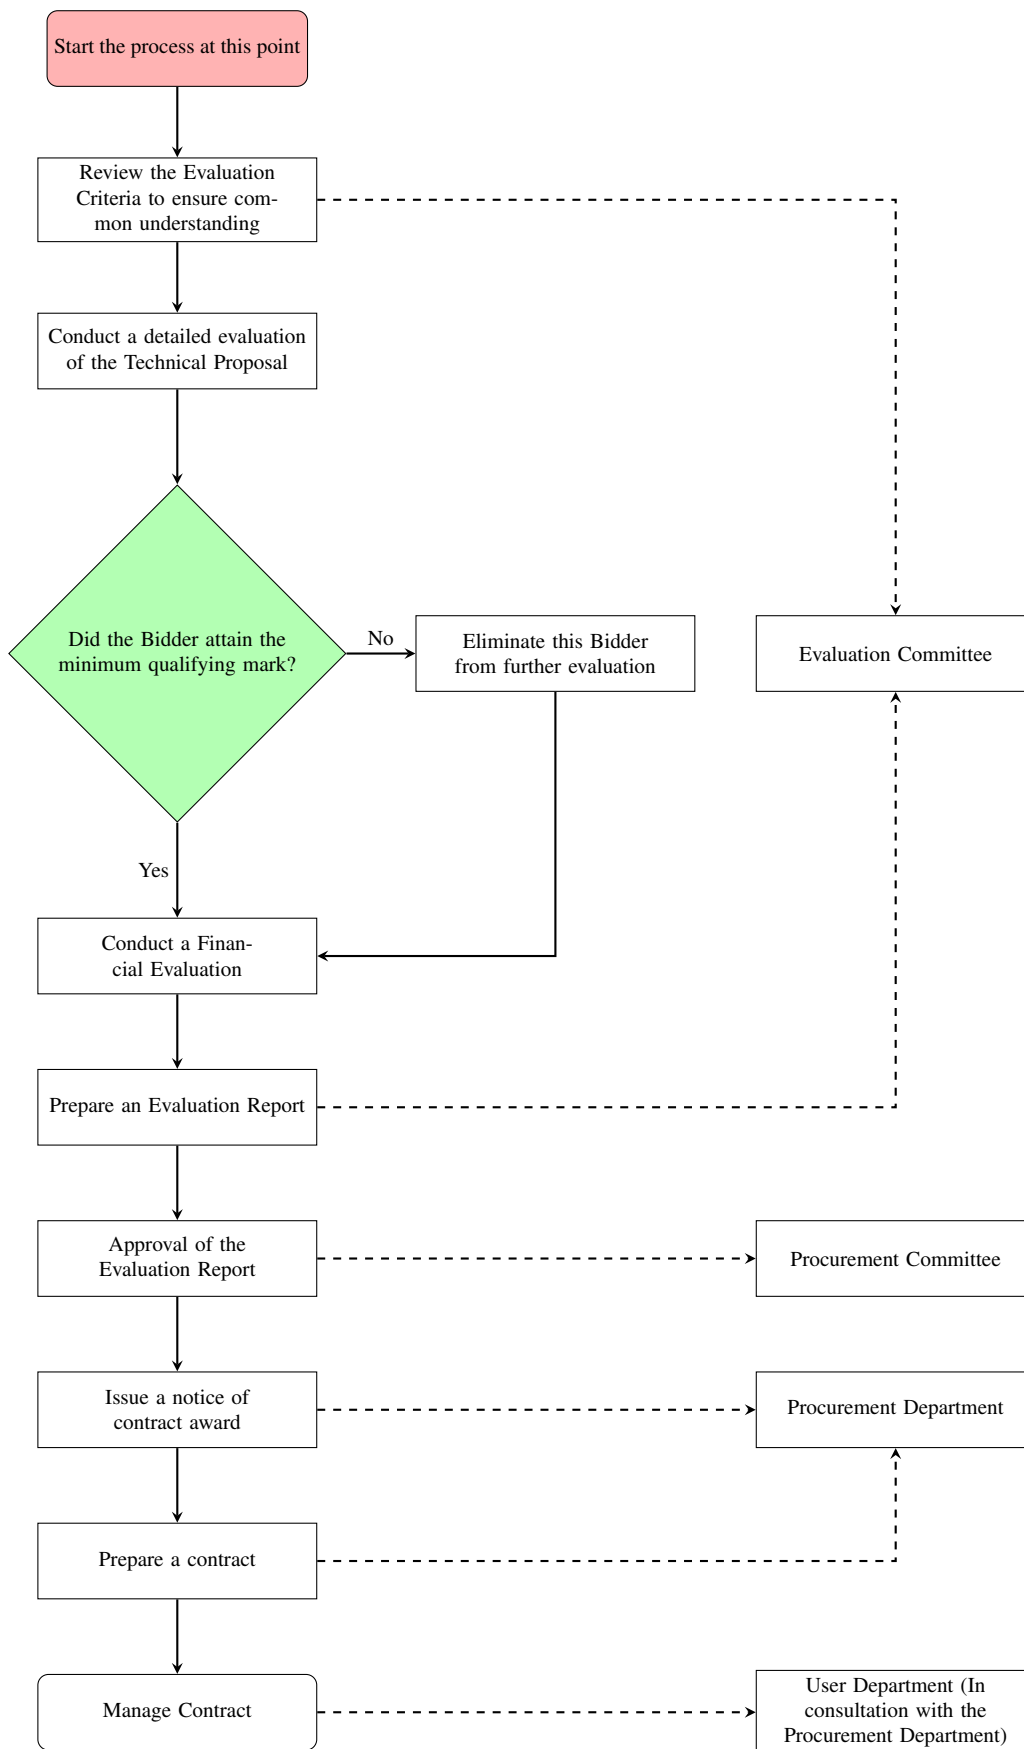 Start the process at this point
Review the Evaluation
Criteria to ensure com-
mon understanding
Conduct a detailed evaluation
of the Technical Proposal
Did the Bidder attain the
minimum qualifying mark?
No
Eliminate this Bidder
from further evaluation
Evaluation Committee
Yes
Conduct a Finan-
cial Evaluation
Prepare an Evaluation Report
Approval of the
Evaluation Report
Procurement Committee
Issue a notice of
contract award
Procurement Department
Prepare a contract
Manage Contract
User Department (In
consultation with the
Procurement Department)